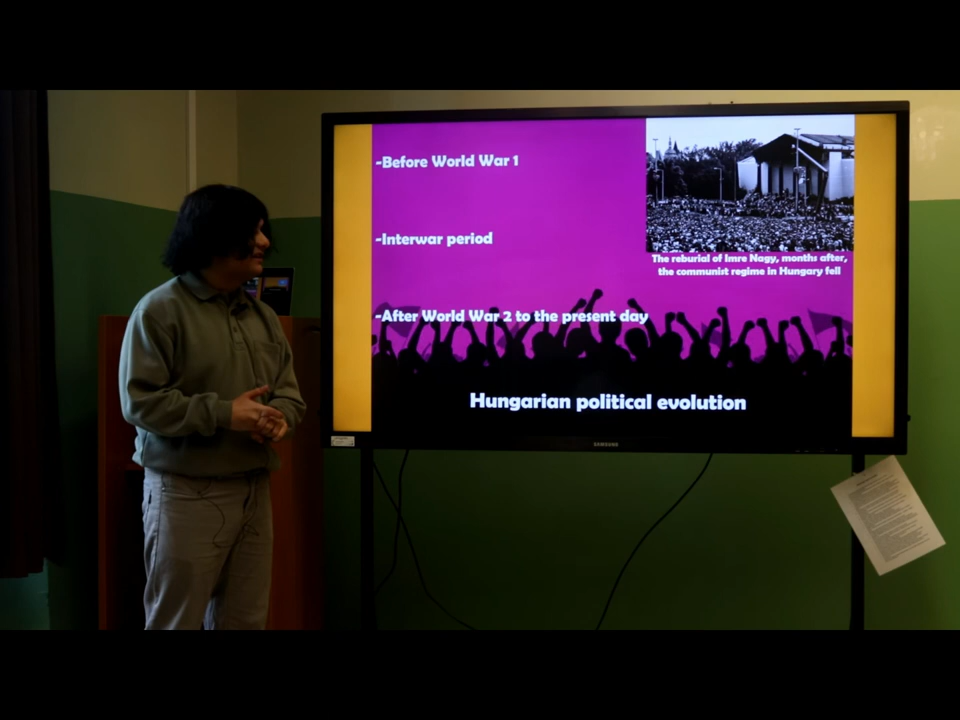 -Before World War 1
-Interwar period
-After World War 2 to the present day
The reburial of Imre Nagy, months after,
the communist regime in Hungary fell
Hungarian political evolution
SAMSUNG